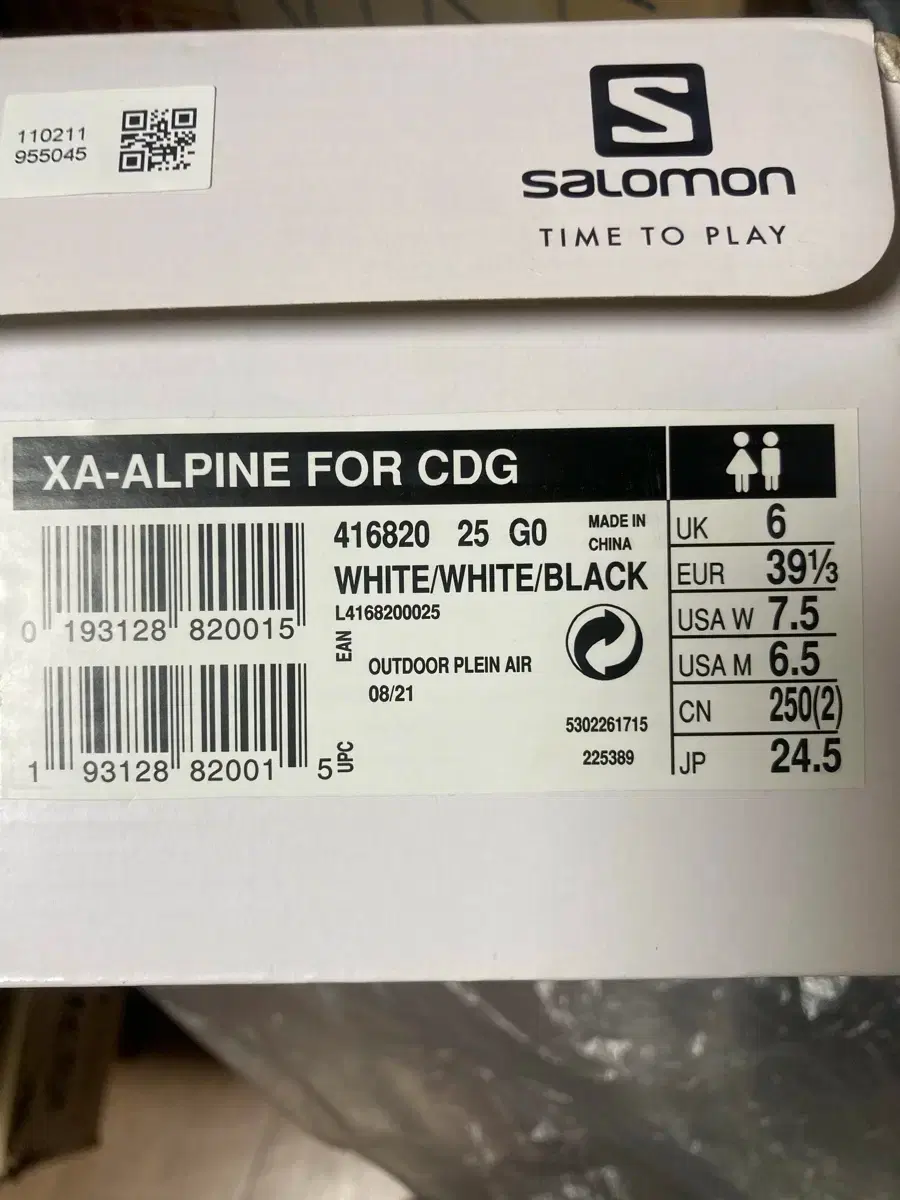 110211
955045
S
salomon
TIME TO PLAY
XA-ALPINE FOR CDG
416820 25 G0
MADE IN
CHINA
WHITE/WHITE/BLACK
L4168200025
EAN
0 193128 820015
OUTDOOR PLEIN AIR
08/21
5302261715
225389
1 93128 82001 5
UPC
UK 6
EUR 39⅓
USA W 7.5
USA M 6.5
CN 250(2)
JP 24.5